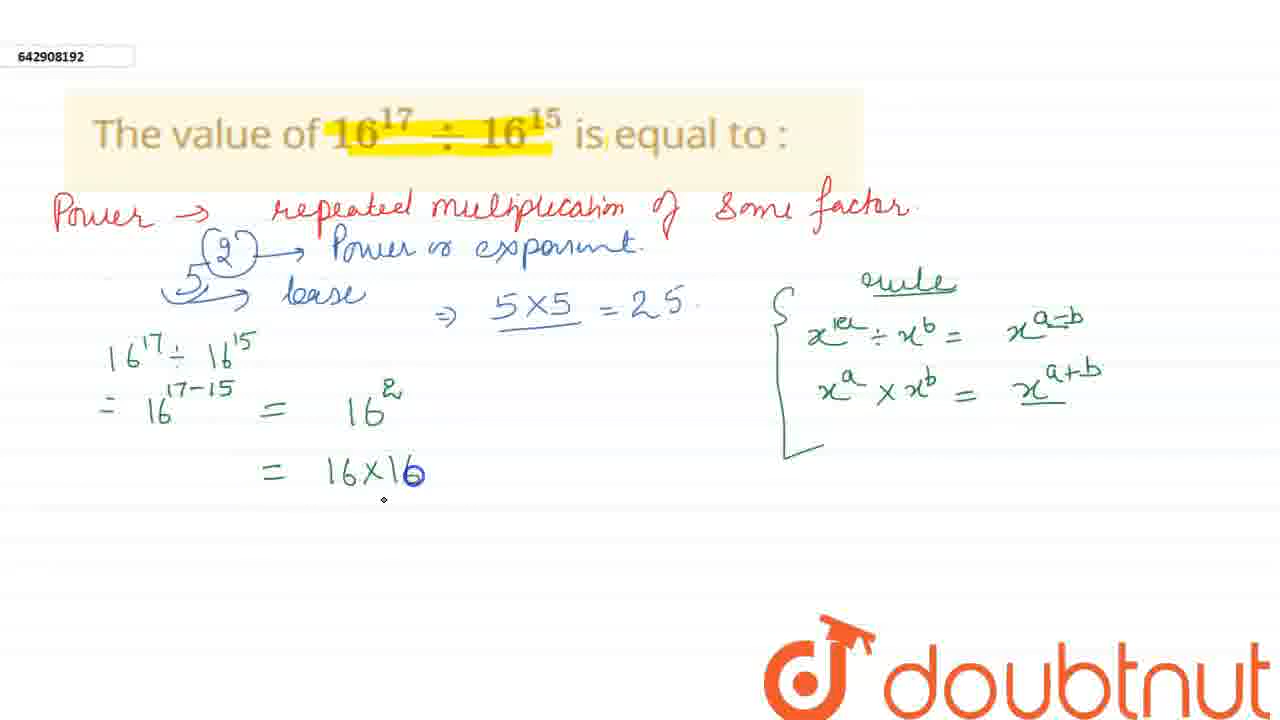 642908192
The value of 16^17 ÷ 16^15 is equal to :
Power → repeated multiplication of some factor.
5^2 → Power or exponent.
→ base ⇒ 5×5 = 25.
rule
x^a ÷ x^b = x^a-b
x^a × x^b = x^a+b
16^17 ÷ 16^15
= 16^17-15 = 16^2
= 16×16
doubtnut